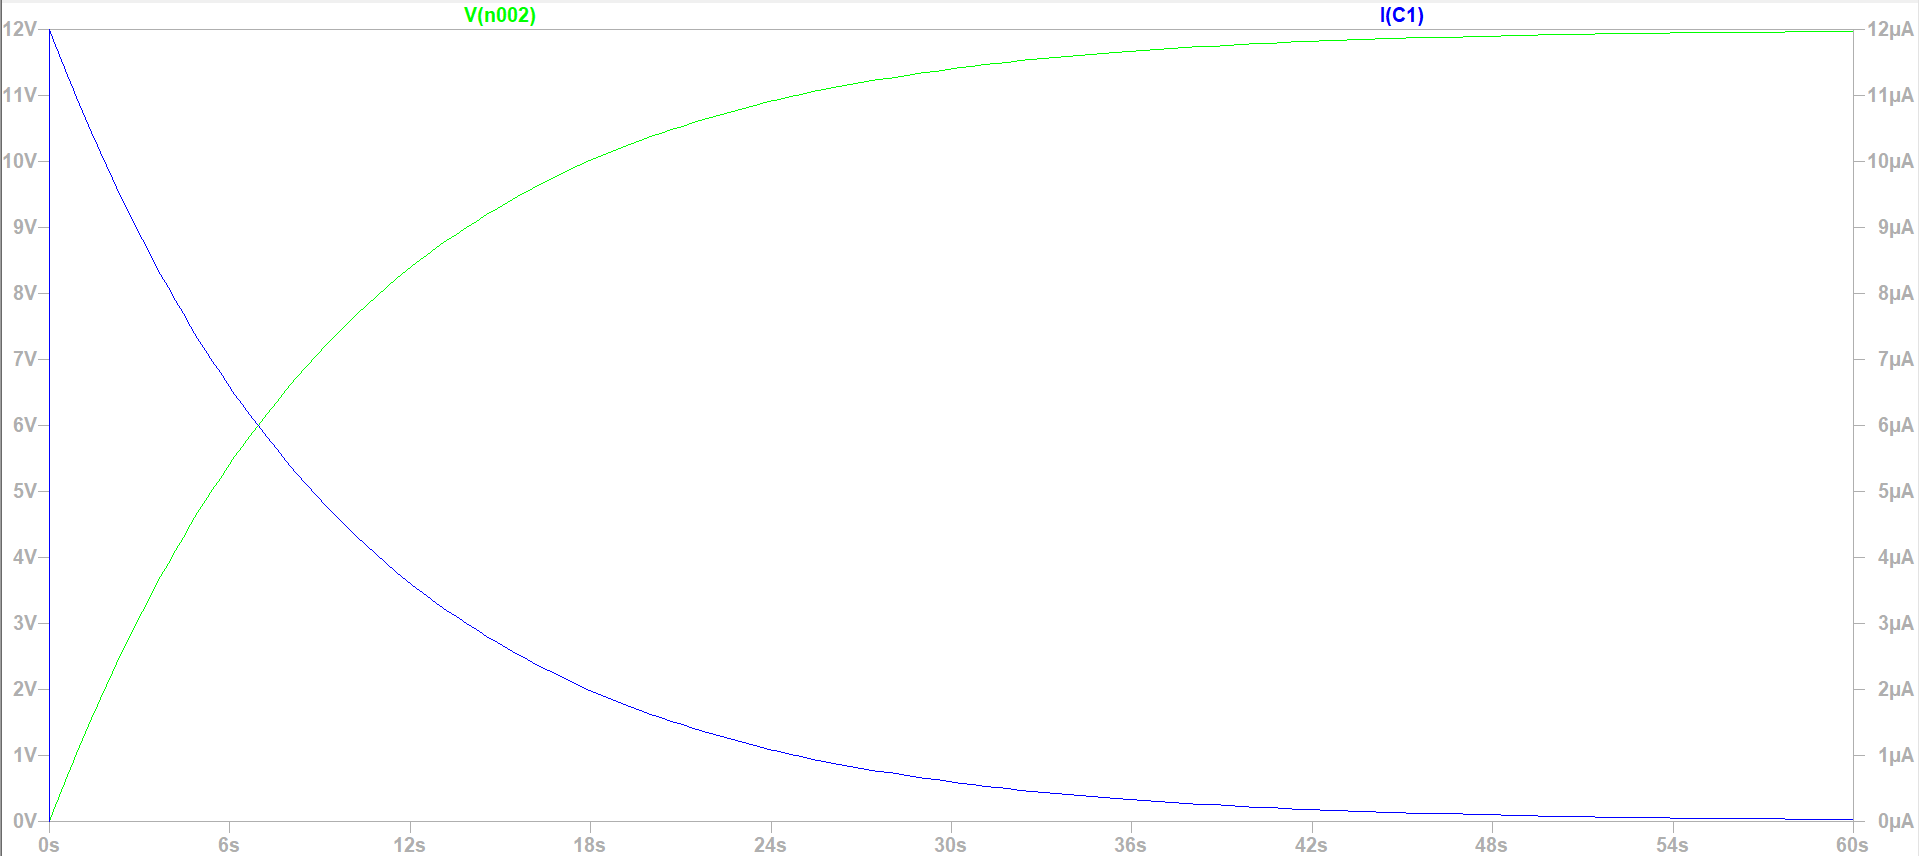 V(n002) I(C1)
12V 12µA
11V 11µA
10V 10µA
9V 9µA
8V 8µA
7V 7µA
6V 6µA
5V 5µA
4V 4µA
3V 3µA
2V 2µA
1V 1µA
0V 0µA
0s 6s 12s 18s 24s 30s 36s 42s 48s 54s 60s